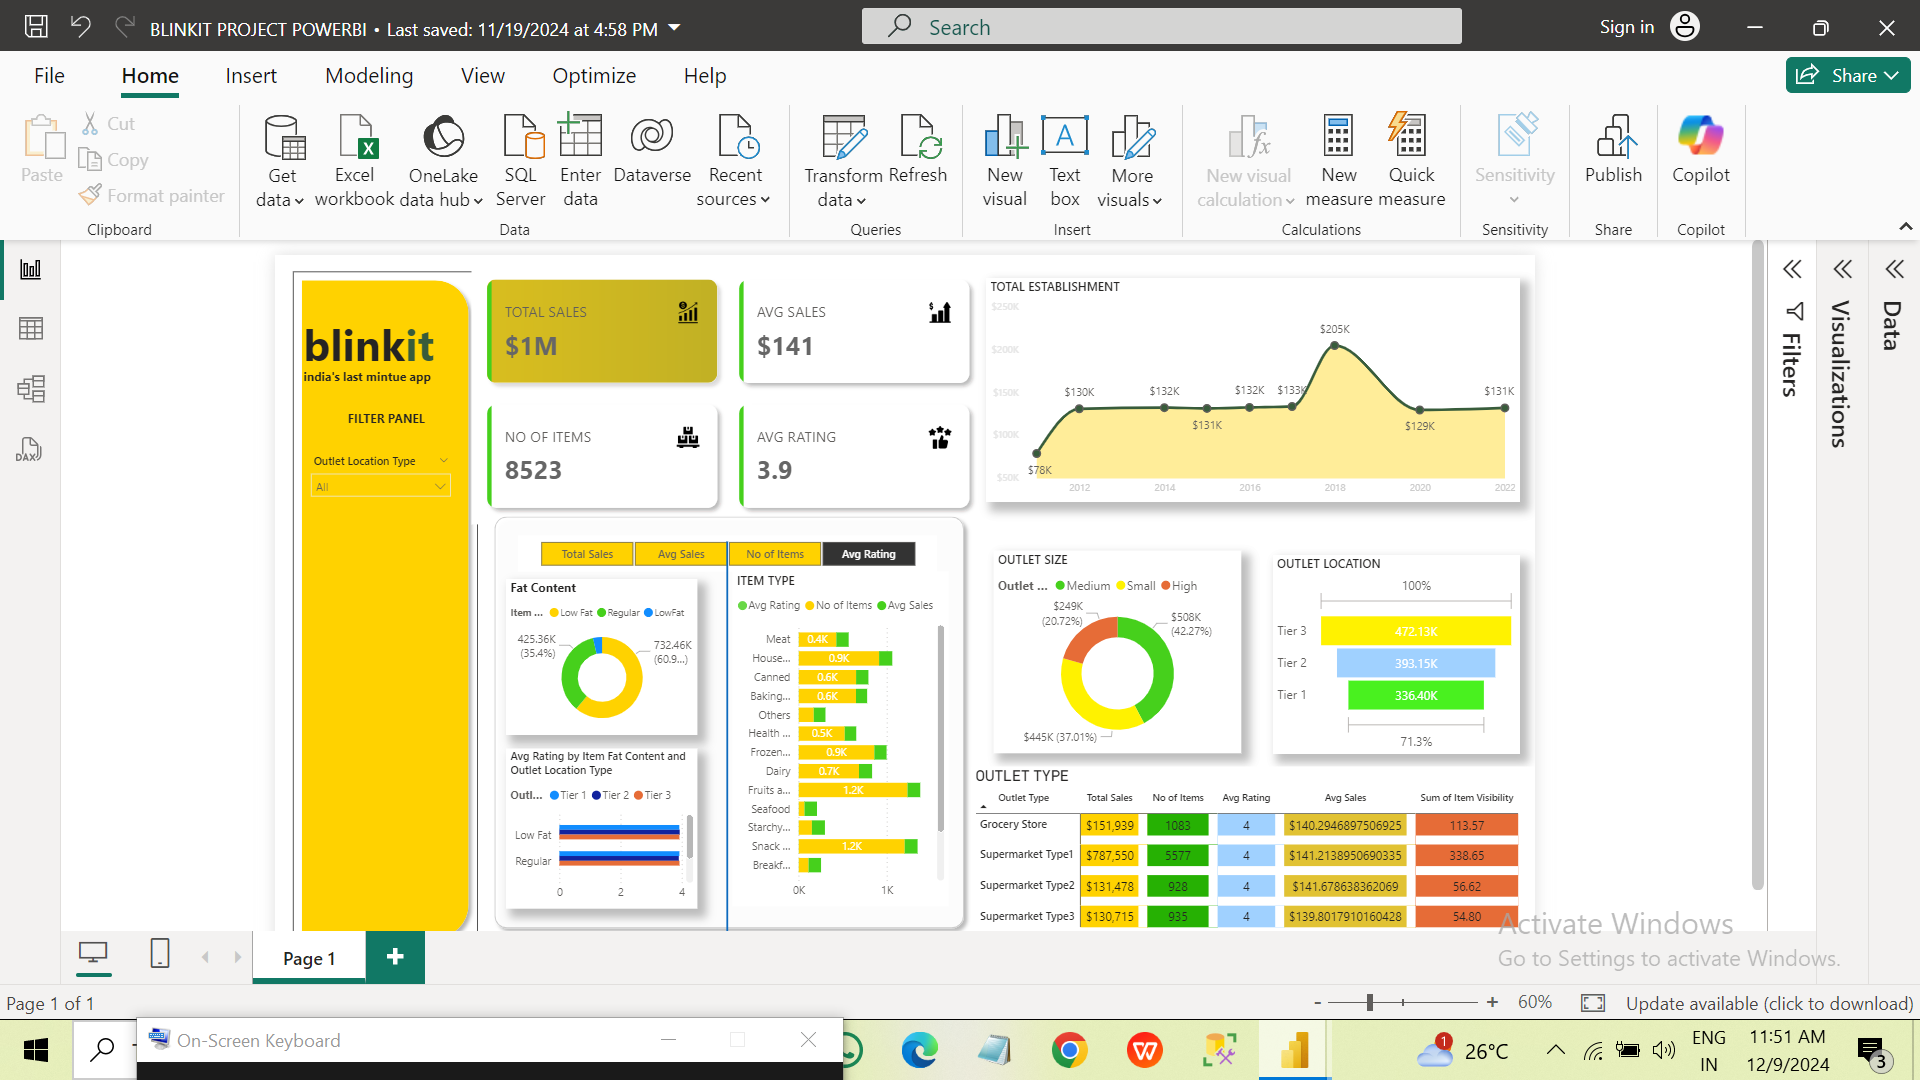 BLINKIT PROJECT POWERBI • Last saved: 11/19/2024 at 4:58 PM
Search
Sign in
File Home Insert Modeling View Optimize Help
Share
Paste
Cut
Copy
Format painter
Clipboard
Get data
Excel workbook
OneLake data hub
SQL Server
Enter data
Dataverse
Recent sources
Data
Transform data
Refresh
Queries
New visual
Text box
More visuals
Insert
New visual calculation
New measure
Quick measure
Calculations
Sensitivity
Sensitivity
Publish
Share
Copilot
Copilot
blinkit
india's last mintue app
FILTER PANEL
Outlet Location Type
All
TOTAL SALES
$1M
AVG SALES
$141
NO OF ITEMS
8523
AVG RATING
3.9
TOTAL ESTABLISHMENT
$250K
$200K
$150K
$100K
$50K
$78K
$130K
$132K
$131K
$132K
$133K
$205K
$129K
$131K
2012 2014 2016 2018 2020 2022
Total Sales Avg Sales No of Items Avg Rating
Fat Content
Item ... Low Fat Regular LowFat
425.36K
(35.4%)
732.46K
(60.9...)
Avg Rating by Item Fat Content and
Outlet Location Type
Outl... Tier 1 Tier 2 Tier 3
Low Fat
Regular
0 2 4
ITEM TYPE
Avg Rating No of Items Avg Sales
Meat 0.4K
House... 0.9K
Canned 0.6K
Baking... 0.6K
Others
Health ... 0.5K
Frozen... 0.9K
Dairy 0.7K
Fruits a... 1.2K
Seafood
Starchy...
Snack ... 1.2K
Breakf...
0K 1K
OUTLET SIZE
Outlet ... Medium Small High
$249K
(20.72%)
$508K
(42.27%)
$445K (37.01%)
OUTLET LOCATION
100%
Tier 3 472.13K
Tier 2 393.15K
Tier 1 336.40K
71.3%
OUTLET TYPE
Outlet Type Total Sales No of Items Avg Rating Avg Sales Sum of Item Visibility
Grocery Store $151,939 1083 4 $140.2946897506925 113.57
Supermarket Type1 $787,550 5577 4 $141.2138950690335 338.65
Supermarket Type2 $131,478 928 4 $141.678638362069 56.62
Supermarket Type3 $130,715 935 4 $139.8017910160428 54.80
Filters
Visualizations
Data
DAX
Activate Windows
Go to Settings to activate Windows.
Page 1
+
Page 1 of 1
- + 60%
Update available (click to download)
On-Screen Keyboard
1
26°C
ENG
IN
11:51 AM
12/9/2024
3